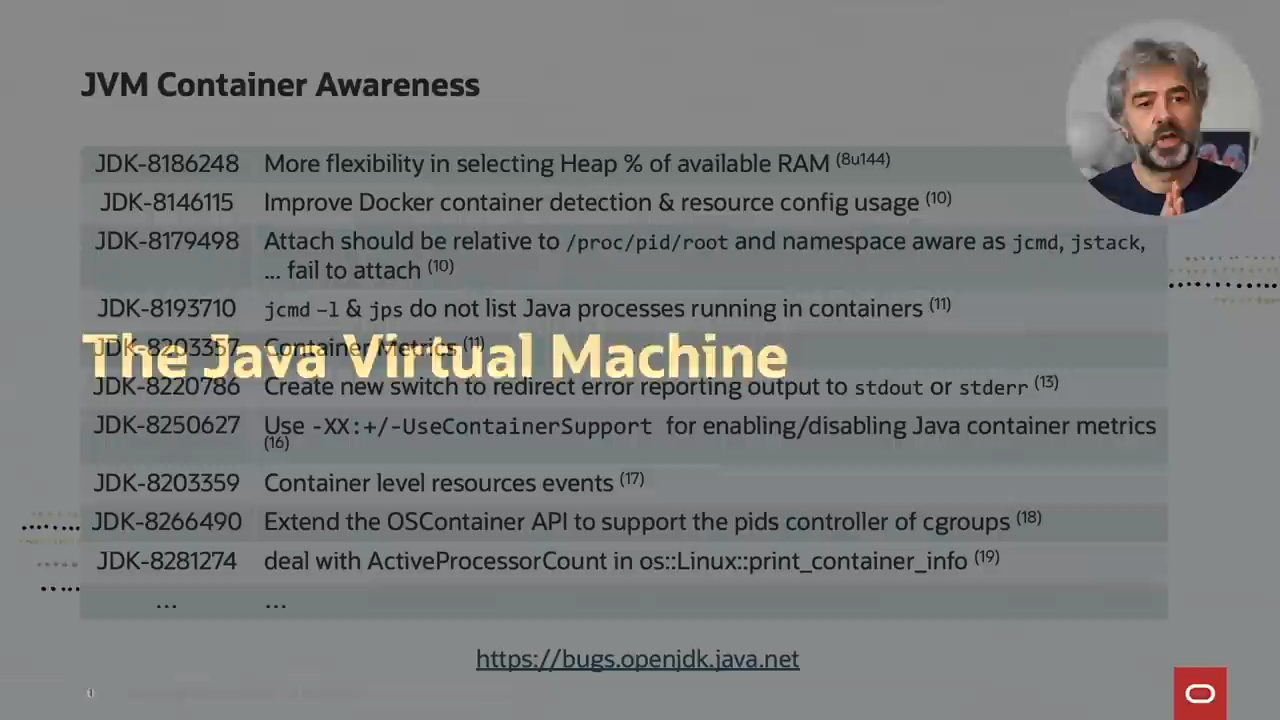 JVM Container Awareness
JDK-8186248 More flexibility in selecting Heap % of available RAM (8u144)
JDK-8146115 Improve Docker container detection & resource config usage (10)
JDK-8179498 Attach should be relative to /proc/pid/root and namespace aware as jcmd, jstack,
... fail to attach (10)
JDK-8193710 jcmd –l & jps do not list Java processes running in containers (11)
JDK-8203357 Container Metrics (11)
The Java Virtual Machine
JDK-8220786 Create new switch to redirect error reporting output to stdout or stderr (13)
JDK-8250627 Use -XX:+/-UseContainerSupport for enabling/disabling Java container metrics
(16)
JDK-8203359 Container level resources events (17)
JDK-8266490 Extend the OSContainer API to support the pids controller of cgroups (18)
JDK-8281274 deal with ActiveProcessorCount in os::Linux::print_container_info (19)
... ...
https://bugs.openjdk.java.net